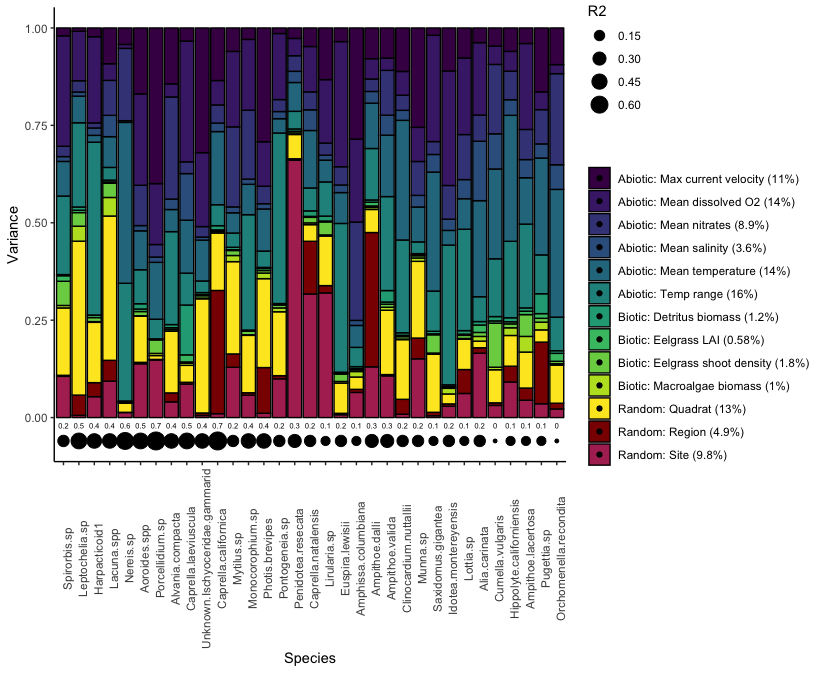 1.00
0.75
0.50
0.25
0.00
Variance
0.2 0.5 0.4 0.4 0.6 0.5 0.7 0.4 0.5 0.4 0.7 0.2 0.4 0.4 0.2 0.3 0.2 0.1 0.2 0.1 0.3 0.3 0.2 0.2 0.1 0.2 0.1 0.2 0 0.1 0.1 0.1 0
Spirorbis.sp
Leptochelia.sp
Harpacticoid1
Lacuna.spp
Nereis.sp
Aoroides.spp
Porcellidium.sp
Alvania.compacta
Caprella.laeviuscula
Unknown.Ischyoceridae.gammarid
Caprella.californica
Mytilus.sp
Monocorophium.sp
Photis.brevipes
Pontogeneia.sp
Penidotea.resecata
Caprella.natalensis
Lirularia.sp
Euspira.lewisii
Amphissa.columbiana
Ampithoe.dalli
Ampithoe.valida
Clinocardium.nuttallii
Munna.sp
Saxidomus.gigantea
Idotea.montereyensis
Lottia.sp
Alia.carinata
Cumella.vulgaris
Hippolyte.californiensis
Ampithoe.lacertosa
Pugettia.sp
Orchomenella.recondita
Species
R2
0.15
0.30
0.45
0.60
Abiotic: Max current velocity (11%)
Abiotic: Mean dissolved O2 (14%)
Abiotic: Mean nitrates (8.9%)
Abiotic: Mean salinity (3.6%)
Abiotic: Mean temperature (14%)
Abiotic: Temp range (16%)
Biotic: Detritus biomass (1.2%)
Biotic: Eelgrass LAI (0.58%)
Biotic: Eelgrass shoot density (1.8%)
Biotic: Macroalgae biomass (1%)
Random: Quadrat (13%)
Random: Region (4.9%)
Random: Site (9.8%)